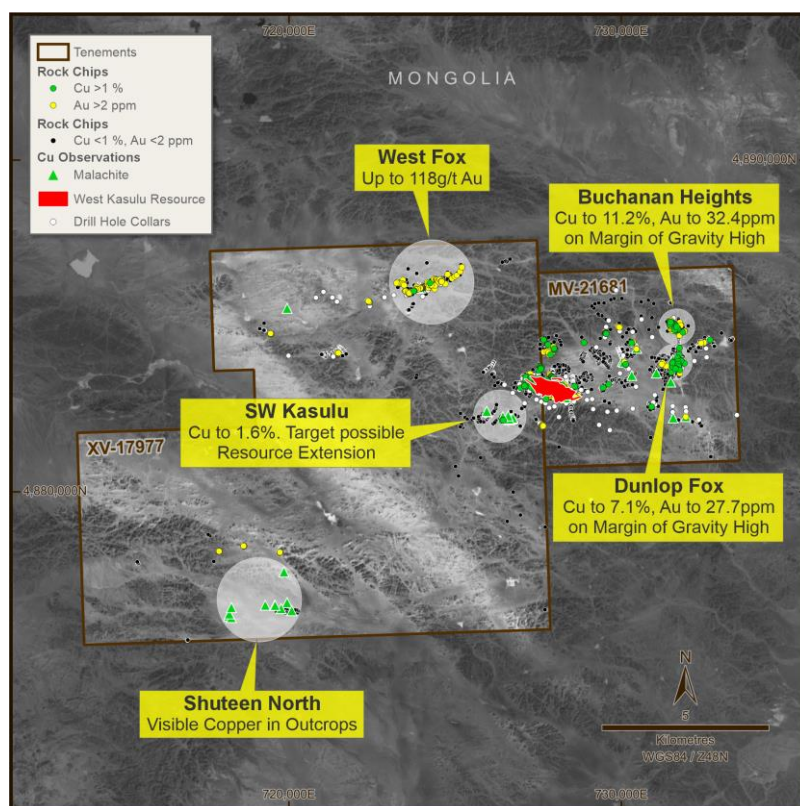 720,000E
730,000E
Tenements
Rock Chips
Cu >1 %
Au >2 ppm
Rock Chips
Cu <1 %, Au <2 ppm
Cu Observations
Malachite
West Kasulu Resource
Drill Hole Collars
MONGOLIA
4,890,000N
West Fox
Up to 118g/t Au
Buchanan Heights
Cu to 11.2%, Au to 32.4ppm
on Margin of Gravity High
MV-21681
SW Kasulu
Cu to 1.6%. Target possible
Resource Extension
XV-17977
4,880,000N
Dunlop Fox
Cu to 7.1%, Au to 27.7ppm
on Margin of Gravity High
Shuteen North
Visible Copper in Outcrops
N
5
Kilometres
WGS84 / Z48N
720,000E
730,000E